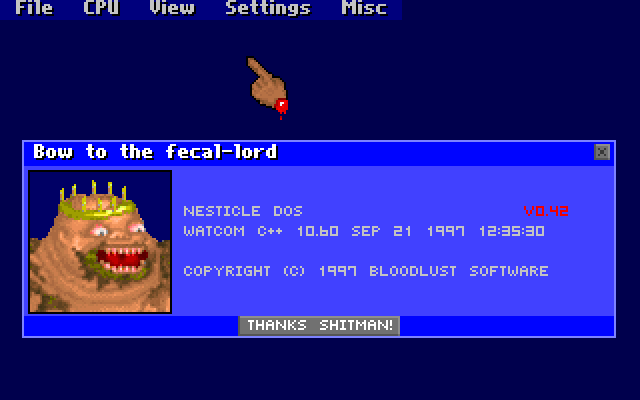 File CPU View Settings Misc
Bow to the fecal-lord
NESTICLE DOS V0.42
WATCOM C++ 10.60 SEP 21 1997 12:35:30
COPYRIGHT (C) 1997 BLOODLUST SOFTWARE
THANKS SHITMAN!